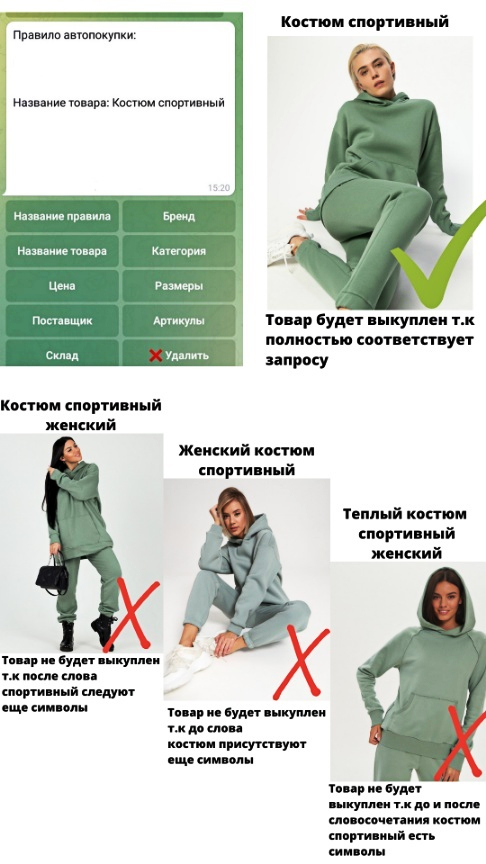 Правило автопокупки:
Название товара: Костюм спортивный
15:20
Название правила
Бренд
Название товара
Категория
Цена
Размеры
Поставщик
Артикулы
Склад
❌ Удалить
Костюм спортивный
Товар будет выкуплен т.к
полностью соответствует
запросу
Костюм спортивный
женский
Товар не будет выкуплен
т.к после слова
спортивный следуют
еще символы
Женский костюм
спортивный
Товар не будет выкуплен
т.к до слова
костюм присутствуют
еще символы
Теплый костюм
спортивный
женский
Товар не будет
выкуплен т.к до и после
словосочетания костюм
спортивный есть
символы